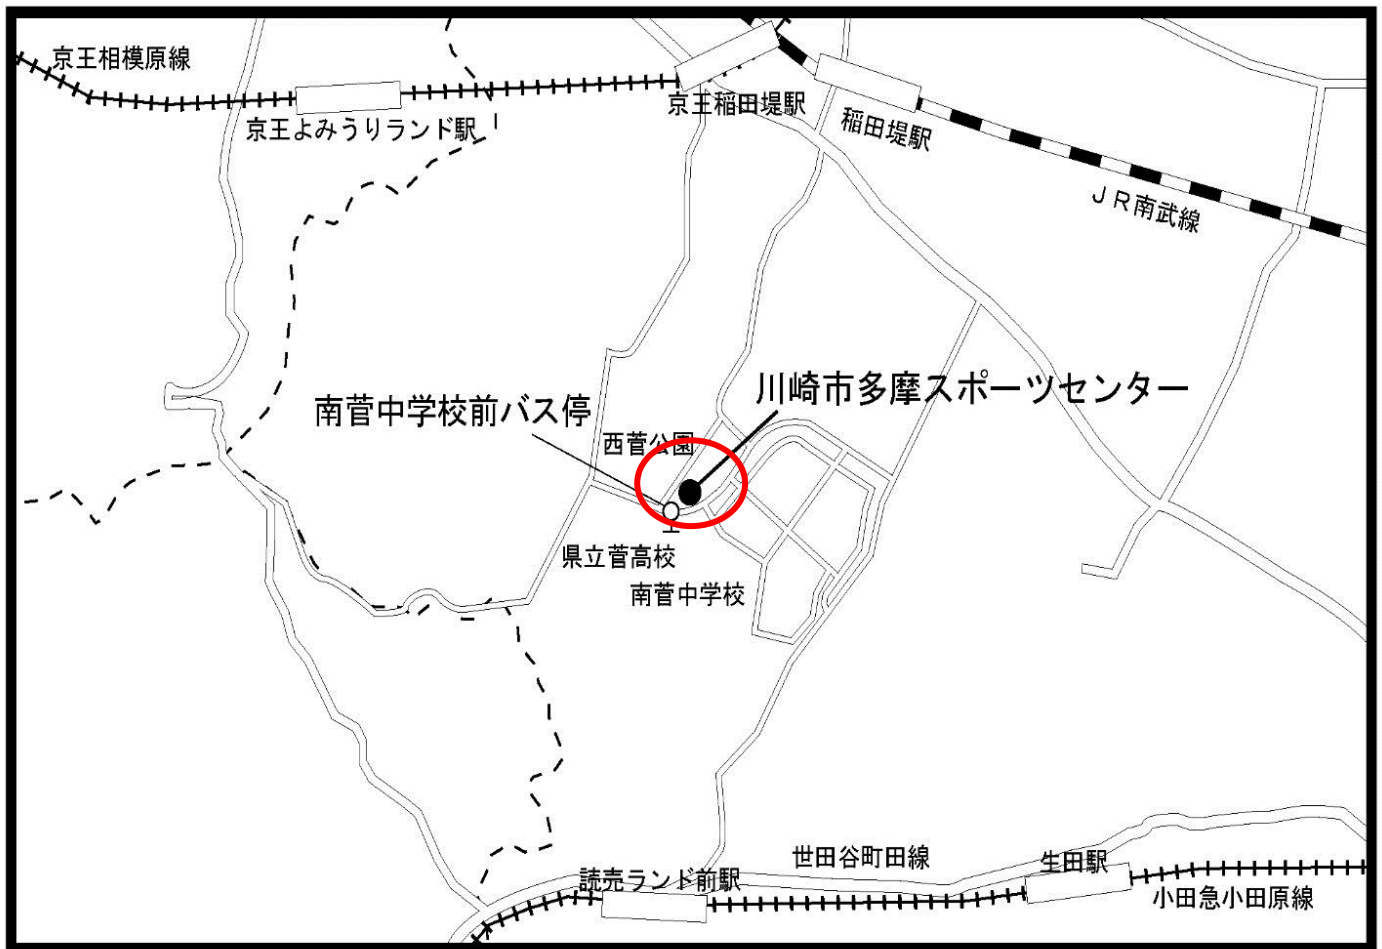 京王相模原線
京王よみうりランド駅
京王稲田堤駅
稲田堤駅
JR南武線
川崎市多摩スポーツセンター
南菅中学校前バス停
西菅公園
県立菅高校
南菅中学校
世田谷町田線
生田駅
読売ランド前駅
小田急小田原線